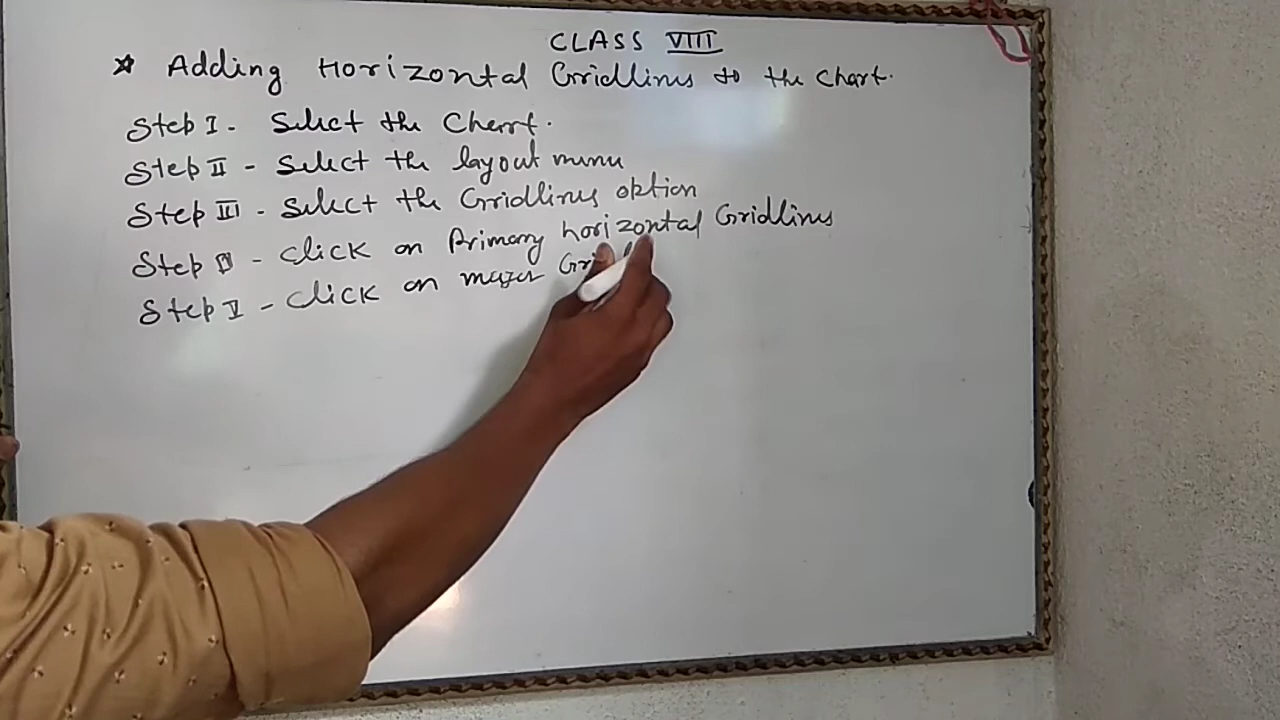 CLASS VIII
* Adding Horizontal Gridlines to the Chart.
Step I - Select the Chart.
Step II - Select the layout menu
Step III - Select the Gridlines option
Step IV - Click on Primary horizontal Gridlines
Step V - Click on major Gri